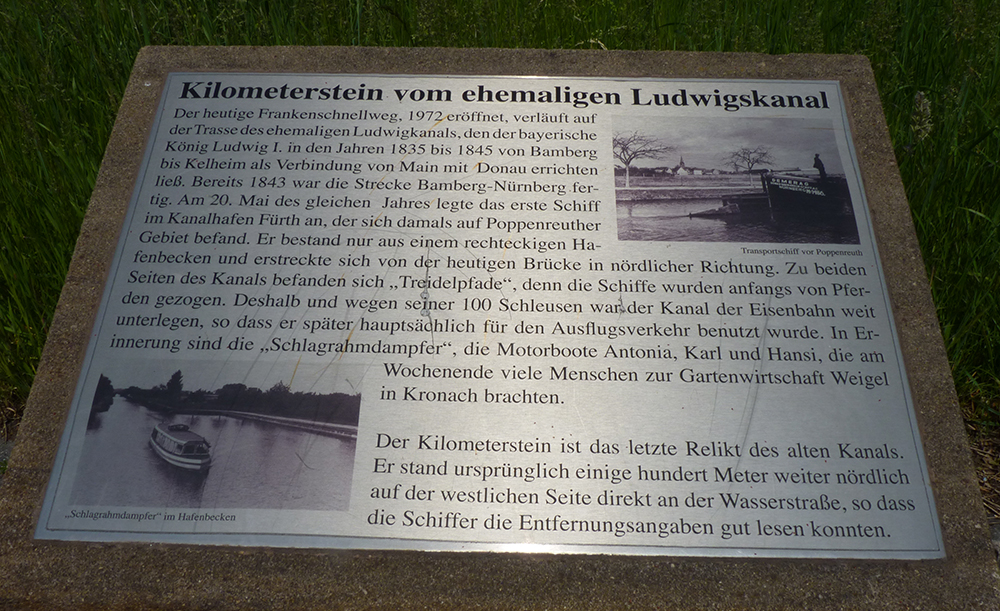 Kilometerstein vom ehemaligen Ludwigskanal
Der heutige Frankenschnellweg, 1972 eröffnet, verläuft auf
der Trasse des ehemaligen Ludwigkanals, den der bayerische
König Ludwig I. in den Jahren 1835 bis 1845 von Bamberg
bis Kelheim als Verbindung von Main mit Donau errichten
ließ. Bereits 1843 war die Strecke Bamberg-Nürnberg fer-
tig. Am 20. Mai des gleichen Jahres legte das erste Schiff
im Kanalhafen Fürth an, der sich damals auf Poppenreuther
Gebiet befand. Er bestand nur aus einem rechteckigen Ha-
fenbecken und erstreckte sich von der heutigen Brücke in nördlicher Richtung. Zu beiden
Seiten des Kanals befanden sich „Treidelpfade“, denn die Schiffe wurden anfangs von Pfer-
den gezogen. Deshalb und wegen seiner 100 Schleusen war der Kanal der Eisenbahn weit
unterlegen, so dass er später hauptsächlich für den Ausflugsverkehr benutzt wurde. In Er-
innerung sind die „Schlagrahmdampfer“, die Motorboote Antonia, Karl und Hansi, die am
Wochenende viele Menschen zur Gartenwirtschaft Weigel
in Kronach brachten.
Transportschiff vor Poppenreuth
Der Kilometerstein ist das letzte Relikt des alten Kanals.
Er stand ursprünglich einige hundert Meter weiter nördlich
auf der westlichen Seite direkt an der Wasserstraße, so dass
die Schiffer die Entfernungsangaben gut lesen konnten.
„Schlagrahmdampfer“ im Hafenbecken